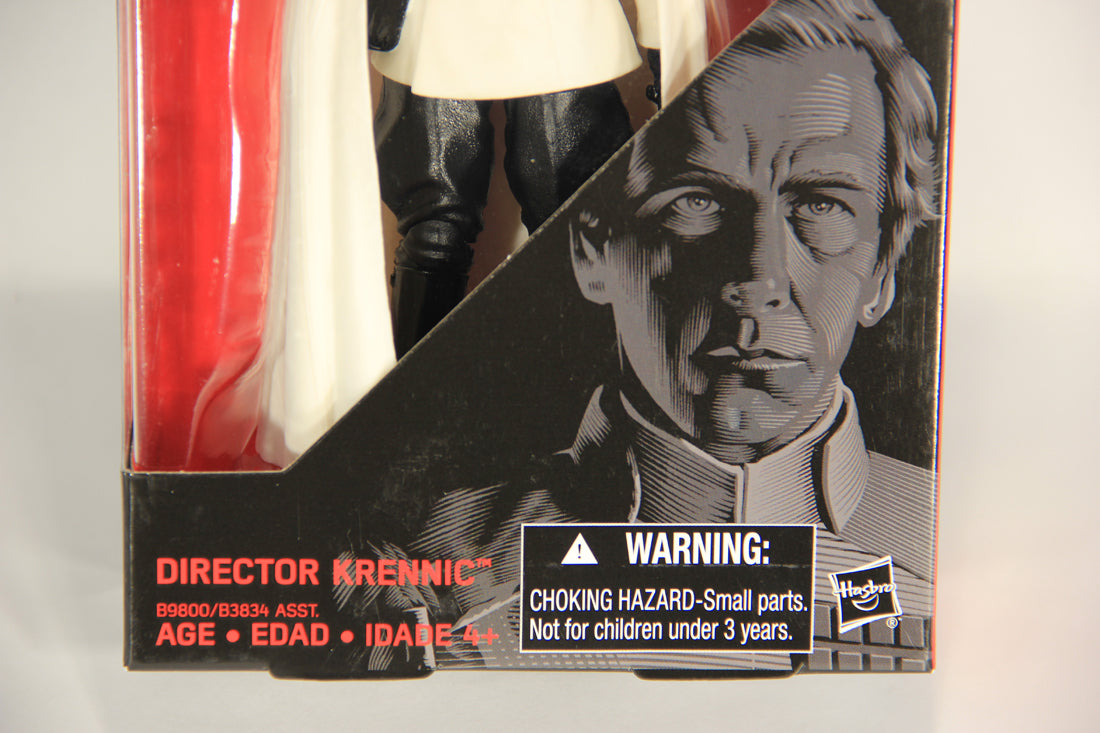 DIRECTOR KRENNIC™
B9800/B3834 ASST.
AGE • EDAD • IDADE 4+
WARNING:
CHOKING HAZARD-Small parts.
Not for children under 3 years.
Hasbro
®